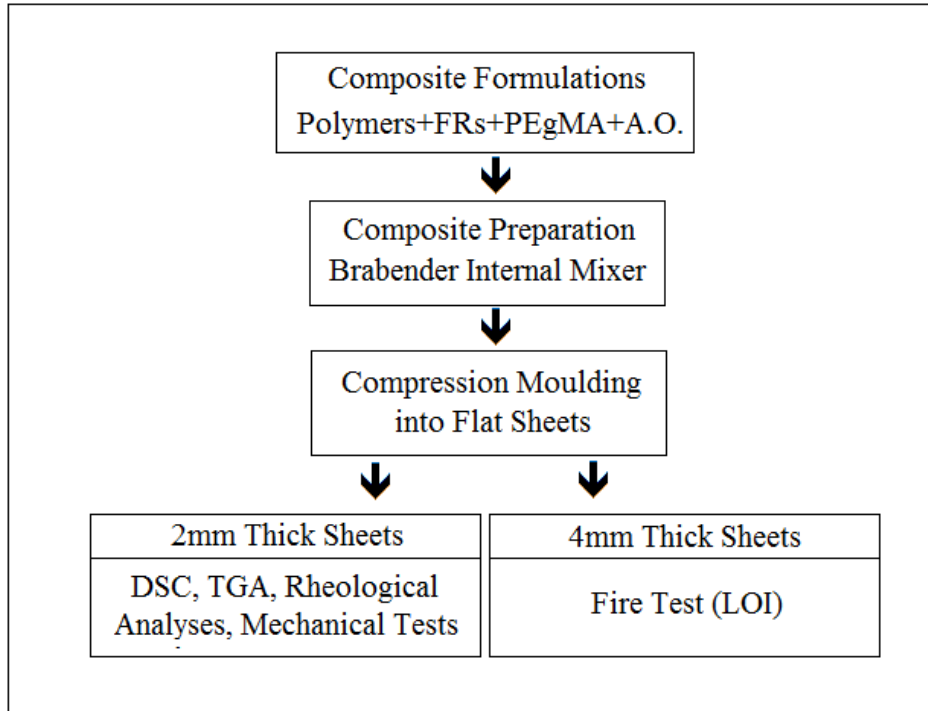 Composite Formulations
Polymers+FRs+PEgMA+A.O.
Composite Preparation
Brabender Internal Mixer
Compression Moulding
into Flat Sheets
2mm Thick Sheets
DSC, TGA, Rheological
Analyses, Mechanical Tests
4mm Thick Sheets
Fire Test (LOI)